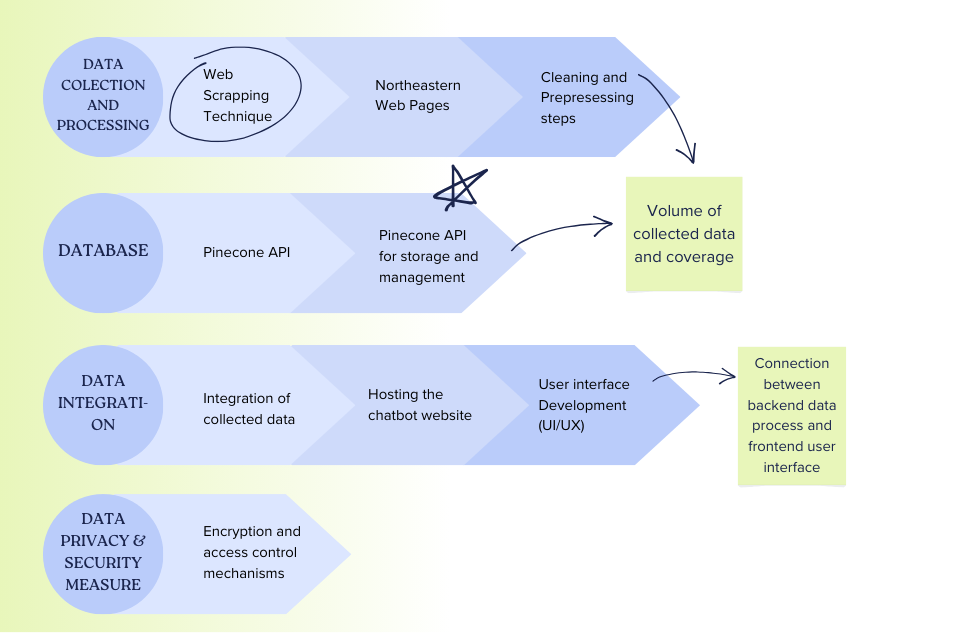 DATA
COLECTION
AND
PROCESSING
Web
Scrapping
Technique
Northeastern
Web Pages
Cleaning and
Prepresessing
steps
Volume of
collected data
and coverage
DATABASE
Pinecone API
Pinecone API
for storage and
management
DATA
INTEGRATI-
ON
Integration of
collected data
Hosting the
chatbot website
User interface
Development
(UI/UX)
Connection
between
backend data
process and
frontend user
interface
DATA
PRIVACY &
SECURITY
MEASURE
Encryption and
access control
mechanisms